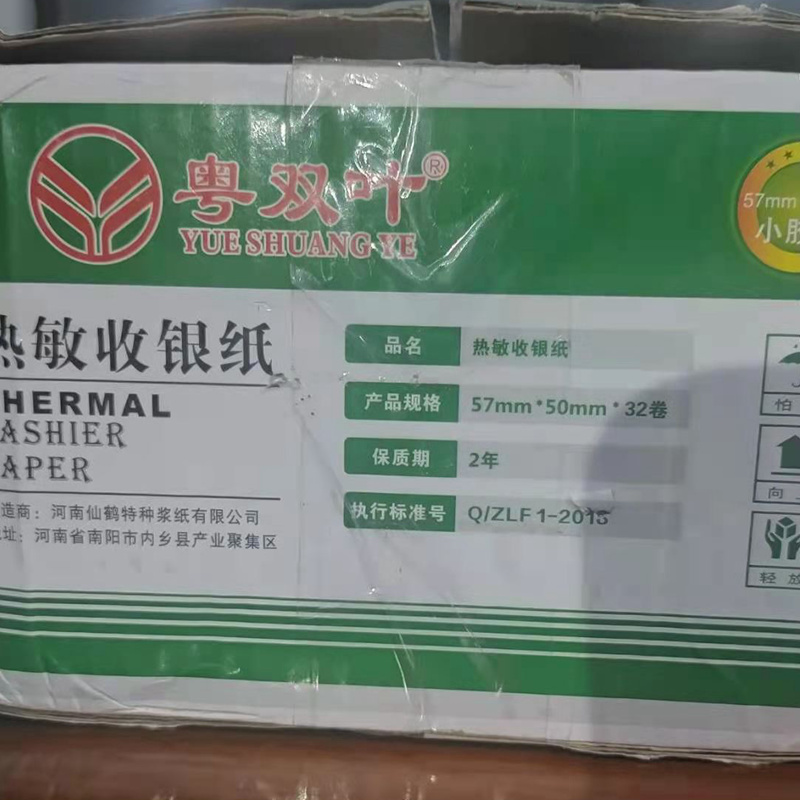 粤双叶®
YUE SHUANG YE
57mm
小
热敏收银纸
HERMAL
ASHIER
APER
造商：河南仙鹤特种浆纸有限公司
址：河南省南阳市内乡县产业聚集区
品名 热敏收银纸
产品规格 57mm*50mm*32卷
保质期 2年
执行标准号 Q/ZLF 1-2015
怕
向
轻放